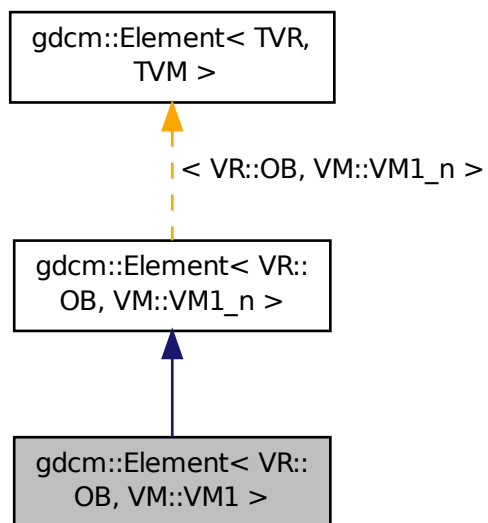 gdcm::Element< TVR,
TVM >
< VR::OB, VM::VM1_n >
gdcm::Element< VR::
OB, VM::VM1_n >
gdcm::Element< VR::
OB, VM::VM1 >